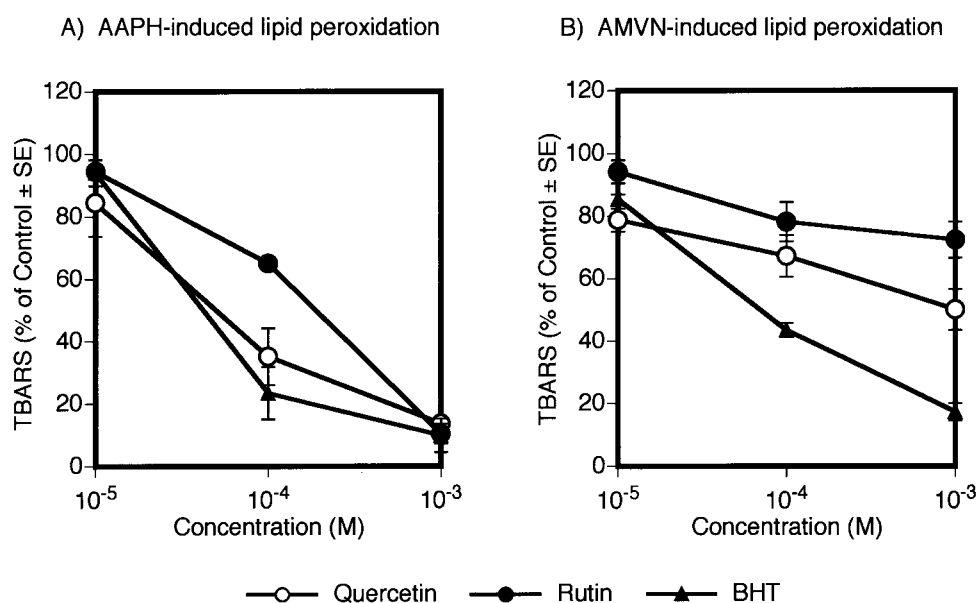 A) AAPH-induced lipid peroxidation
TBARS (% of Control ± SE)
120
100
80
60
40
20
0
10-5
10-4
10-3
Concentration (M)
B) AMVN-induced lipid peroxidation
TBARS (% of Control ± SE)
120
100
80
60
40
20
0
10-5
10-4
10-3
Concentration (M)
Quercetin Rutin BHT